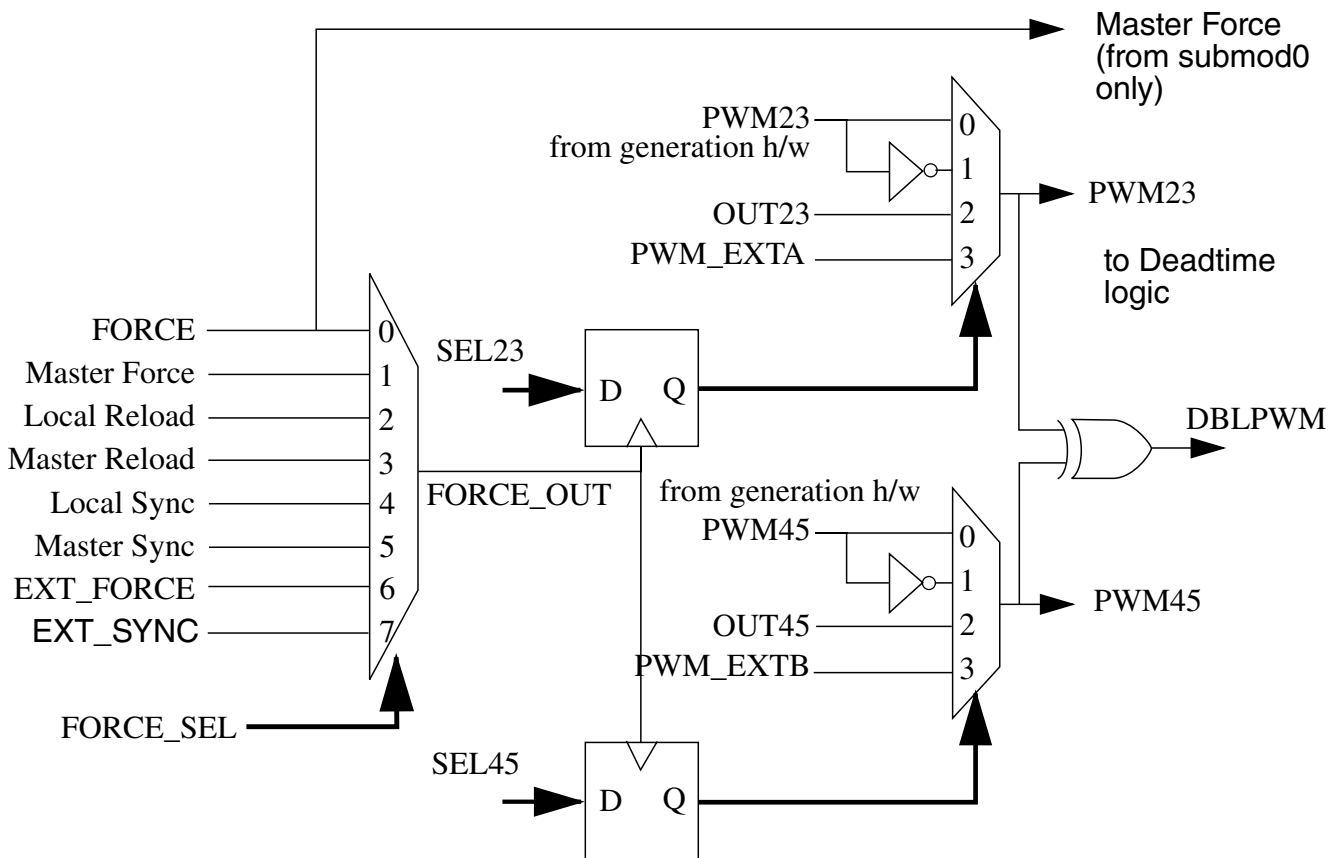 Master Force
(from submod0
only)
PWM23
from generation h/w
0
1
OUT23
2
PWM_EXTA
3
PWM23
to Deadtime
logic
FORCE
0
Master Force
1
Local Reload
2
Master Reload
3
Local Sync
4
Master Sync
5
EXT_FORCE
6
EXT_SYNC
7
FORCE_SEL
FORCE_OUT
SEL23
D
Q
DBLPWM
from generation h/w
PWM45
0
1
OUT45
2
PWM_EXTB
3
PWM45
SEL45
D
Q